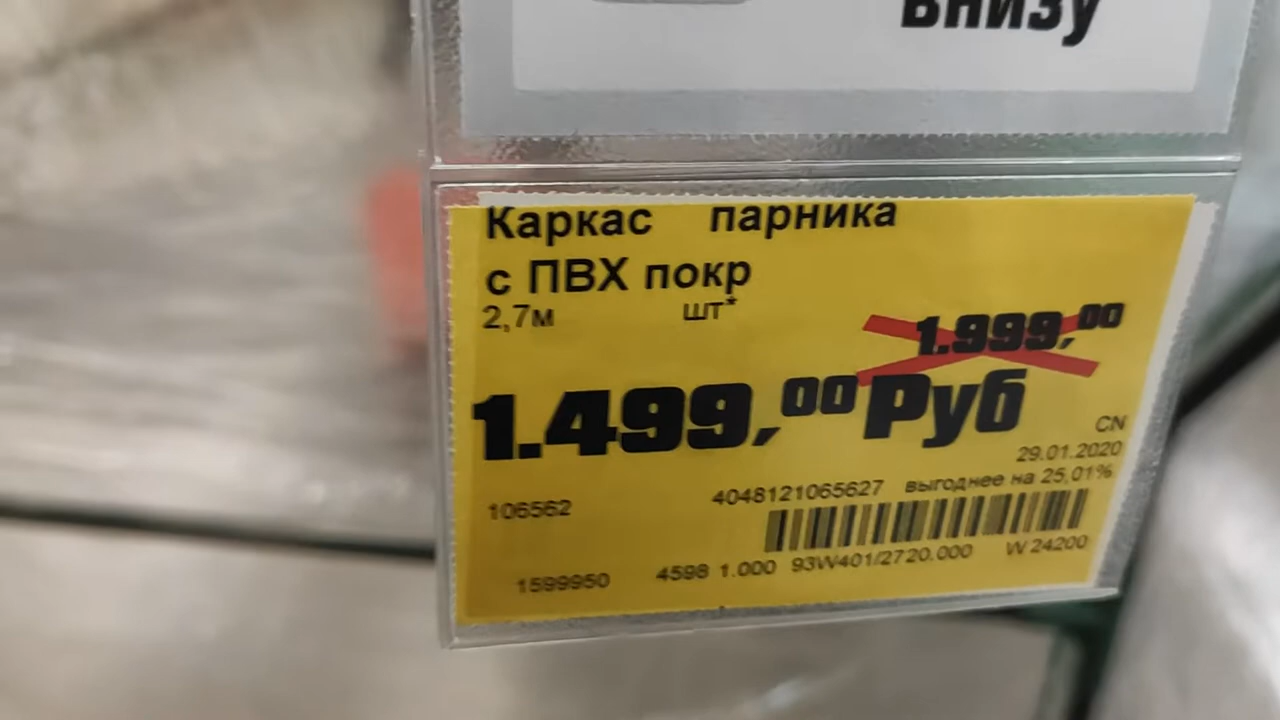 внизу
Каркас парника
с ПВХ покр
2,7м шт*
1.999,00
1.499,00 Руб
CN
29.01.2020
106562 4048121065627 выгоднее на 25,01%
1599950 4598 1.000 93W401/2720.000 W 24200